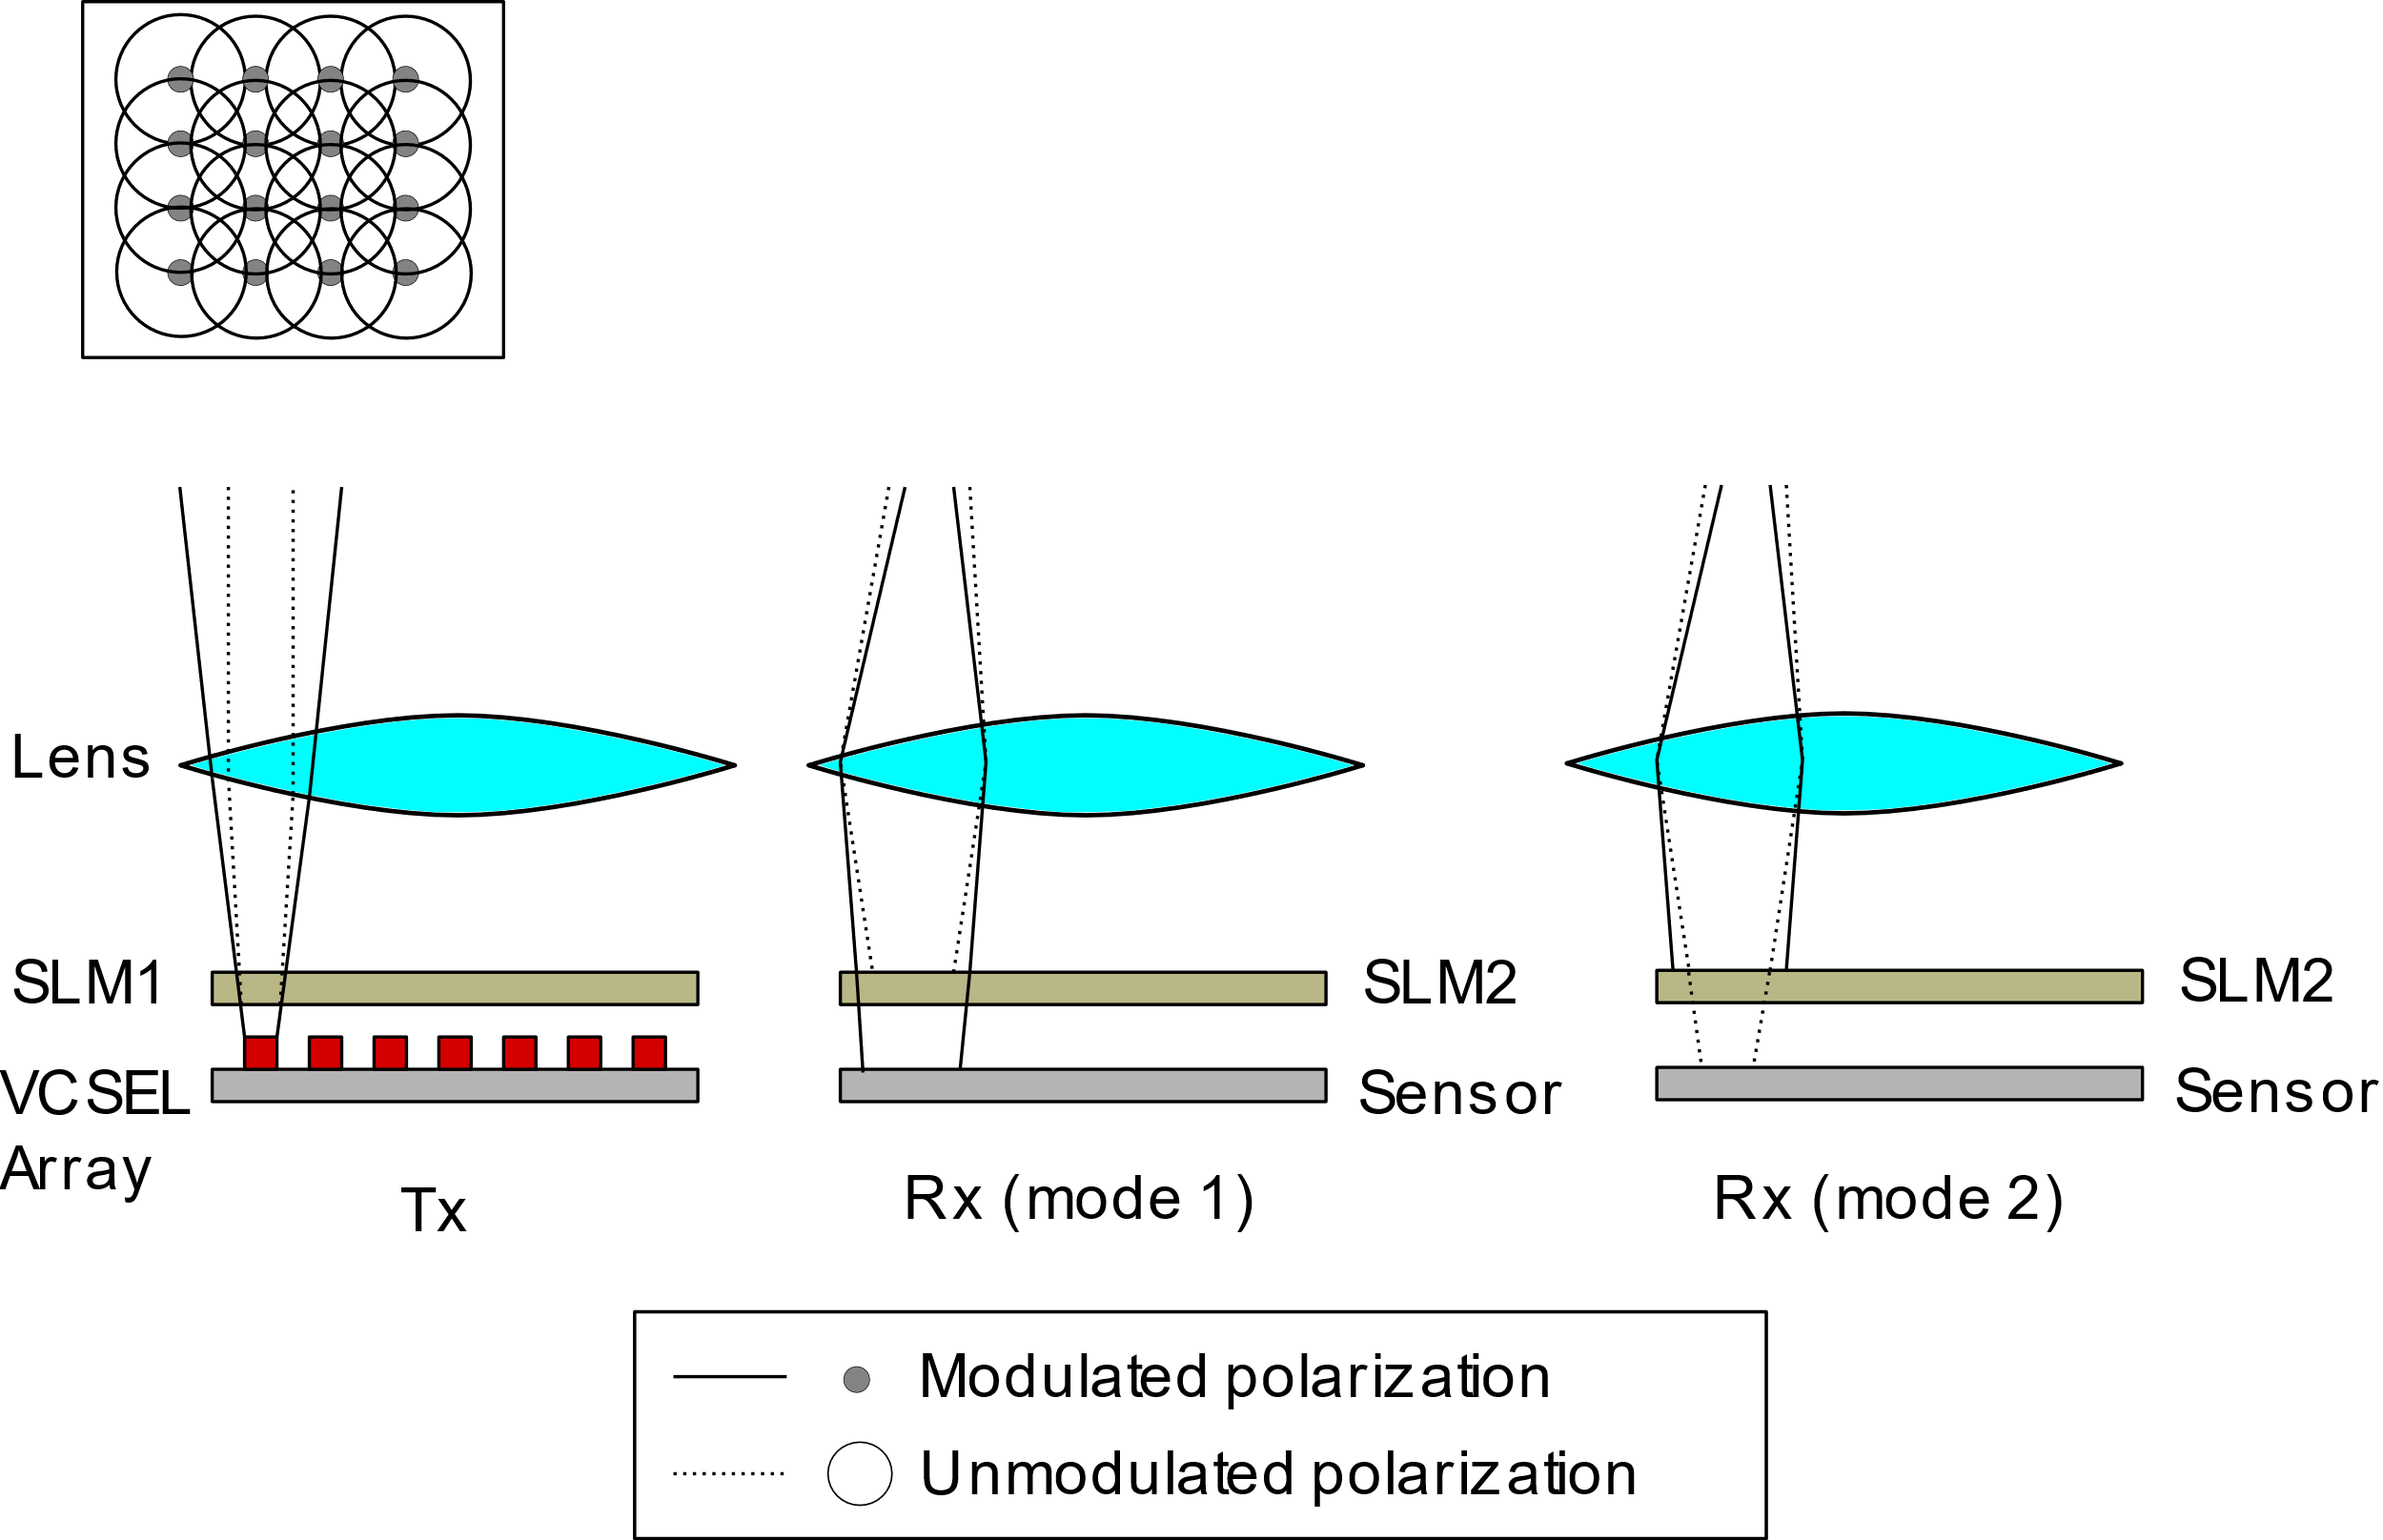 Lens
SLM1
SLM2
SLM2
VCSEL
Array
Sensor
Sensor
Tx
Rx (mode 1)
Rx (mode 2)
Modulated polarization
Unmodulated polarization